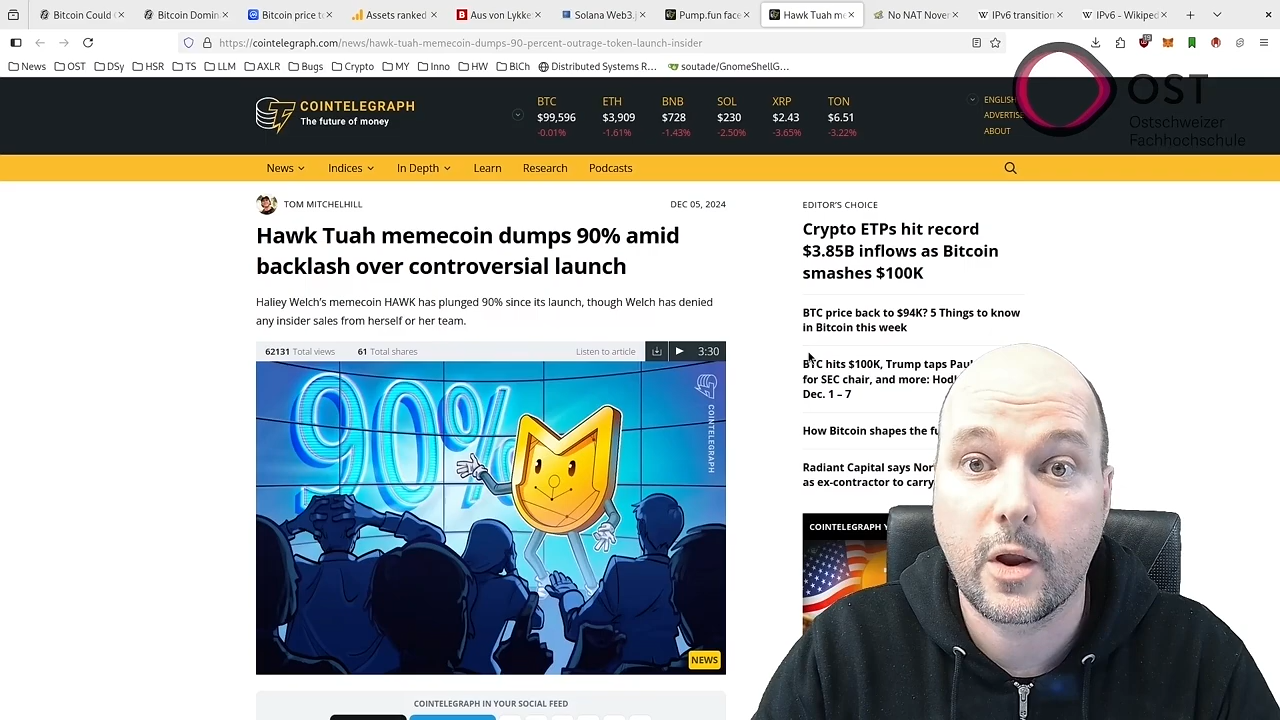 Bitcoin Could
Bitcoin Domin
Bitcoin price t
Assets ranked
Aus von Lykke
Solana Web3.j
Pump.fun face
Hawk Tuah me
No NAT Nover
IPv6 transition
IPv6 - Wikiped
https://cointelegraph.com/news/hawk-tuah-memecoin-dumps-90-percent-outrage-token-launch-insider
News
OST
DSy
HSR
TS
LLM
AXLR
Bugs
Crypto
MY
Inno
HW
BlCh
Distributed Systems R...
soutade/GnomeShellG...
OST
Ostschweizer
Fachhochschule
COINTELEGRAPH
The future of money
BTC
ETH
BNB
SOL
XRP
TON
$99,596
$3,909
$728
$230
$2.43
$6.51
-0.01%
-1.61%
-1.43%
-2.50%
-3.65%
-3.22%
ENGLISH
ADVERTISE
ABOUT
News
Indices
In Depth
Learn
Research
Podcasts
TOM MITCHELHILL
DEC 05, 2024
Hawk Tuah memecoin dumps 90% amid
backlash over controversial launch
Haliey Welch’s memecoin HAWK has plunged 90% since its launch, though Welch has denied
any insider sales from herself or her team.
62131 Total views
61 Total shares
Listen to article
3:30
90%
COINTELEGRAPH
NEWS
COINTELEGRAPH IN YOUR SOCIAL FEED
EDITOR’S CHOICE
Crypto ETPs hit record
$3.85B inflows as Bitcoin
smashes $100K
BTC price back to $94K? 5 Things to know
in Bitcoin this week
BTC hits $100K, Trump taps Pau
for SEC chair, and more: Hodl
Dec. 1 – 7
How Bitcoin shapes the fu
Radiant Capital says Nor
as ex-contractor to carry
COINTELEGRAPH Y